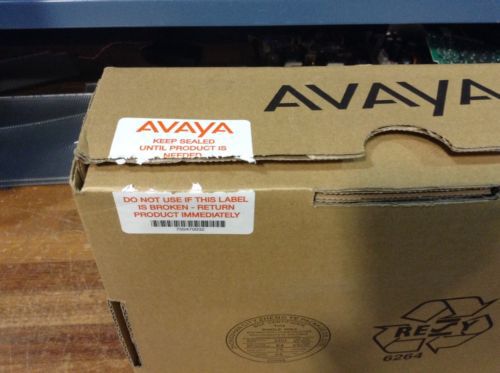 AVAYA
AVAYA
KEEP SEALED
UNTIL PRODUCT IS
NEEDED
DO NOT USE IF THIS LABEL
IS BROKEN - RETURN
PRODUCT IMMEDIATELY
700470032
RESY
6264